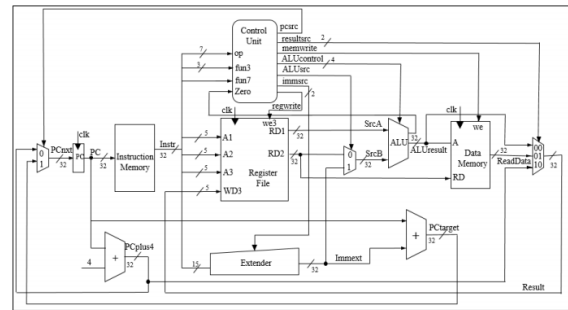 Control Unit
pcsrc
resultsrc
2
memwrite
ALUcontrol
4
ALUsrc
immsrc
2
regwrite
7
op
3
fun3
fun7
Zero
clk
we3
clk
we
clk
0
1
PCnxt
32
PC
PC
32
Instruction Memory
Instr
32
5
A1
5
A2
5
A3
5
WD3
RD1
32
RD2
32
Register File
SrcA
0
1
SrcB
32
ALU
ALUresult
32
A
RD
Data Memory
32
ReadData
00
01
10
32
15
Extender
32
Immext
+
PCtarget
32
4
+
PCplus4
32
Result